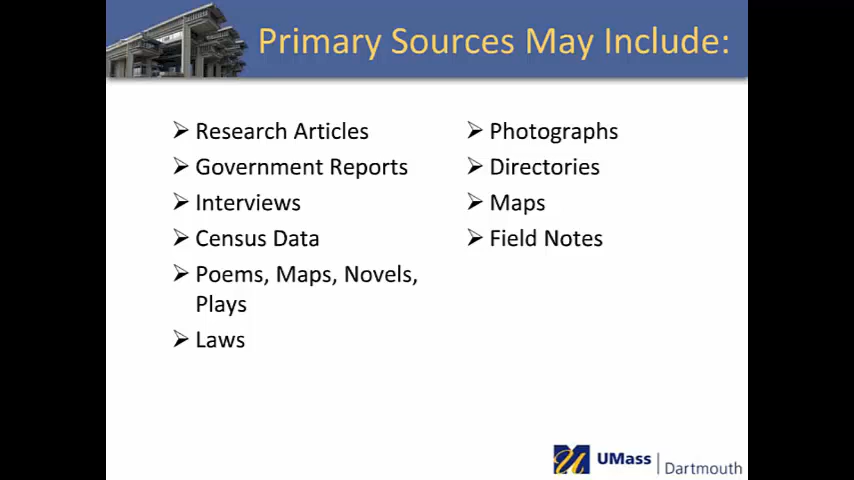 Primary Sources May Include:
➢ Research Articles
➢ Government Reports
➢ Interviews
➢ Census Data
➢ Poems, Maps, Novels,
Plays
➢ Laws
➢ Photographs
➢ Directories
➢ Maps
➢ Field Notes
UMass | Dartmouth